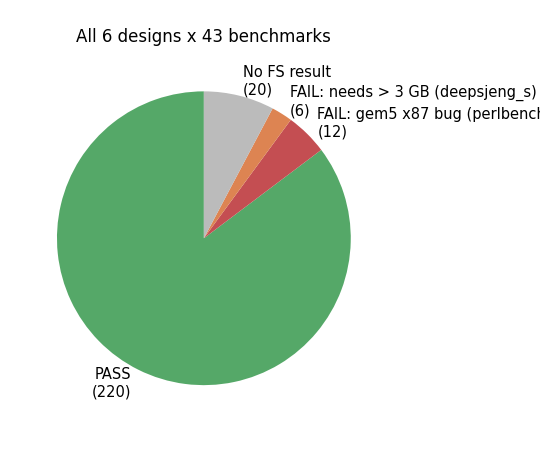 All 6 designs x 43 benchmarks
No FS result
(20)
FAIL: needs > 3 GB (deepsjeng_s)
(6)
FAIL: gem5 x87 bug (perlbench
(12)
PASS
(220)